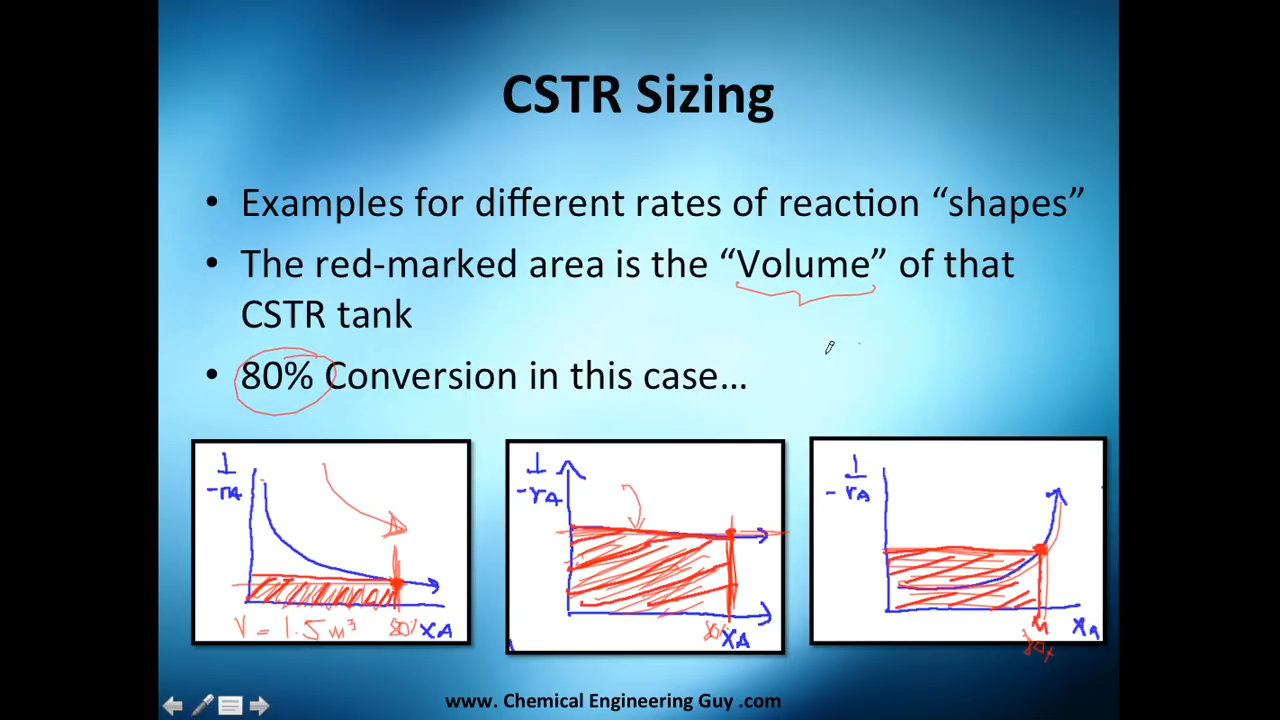 CSTR Sizing
• Examples for different rates of reaction “shapes”
• The red-marked area is the “Volume” of that
CSTR tank
• 80% Conversion in this case…
1
-rA
V = 1.5 m³
80%
XA
1
-rA
80%
XA
1
-rA
XA
www. Chemical Engineering Guy .com